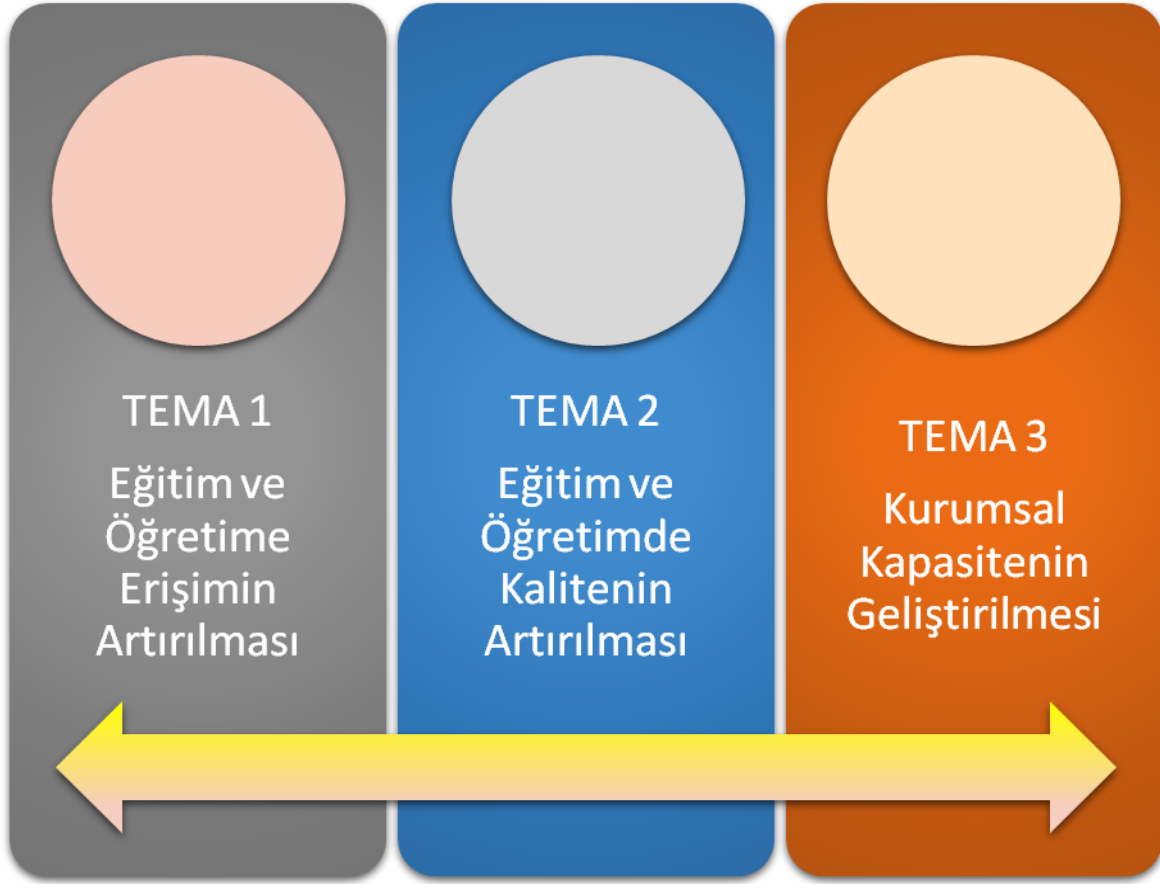 TEMA 1
Eğitim ve
Öğretime
Erişimin
Artırılması
TEMA 2
Eğitim ve
Öğretimde
Kalitenin
Artırılması
TEMA 3
Kurumsal
Kapasitenin
Geliştirilmesi